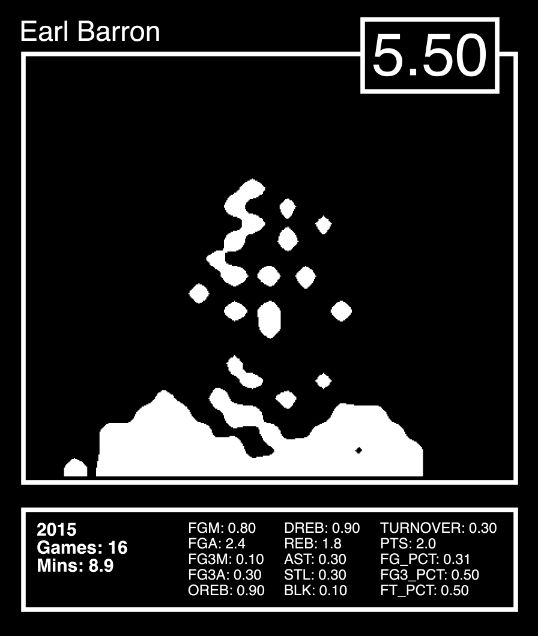 Earl Barron
5.50
2015
Games: 16
Mins: 8.9
FGM: 0.80
FGA: 2.4
FG3M: 0.10
FG3A: 0.30
OREB: 0.90
DREB: 0.90
REB: 1.8
AST: 0.30
STL: 0.30
BLK: 0.10
TURNOVER: 0.30
PTS: 2.0
FG_PCT: 0.31
FG3_PCT: 0.50
FT_PCT: 0.50